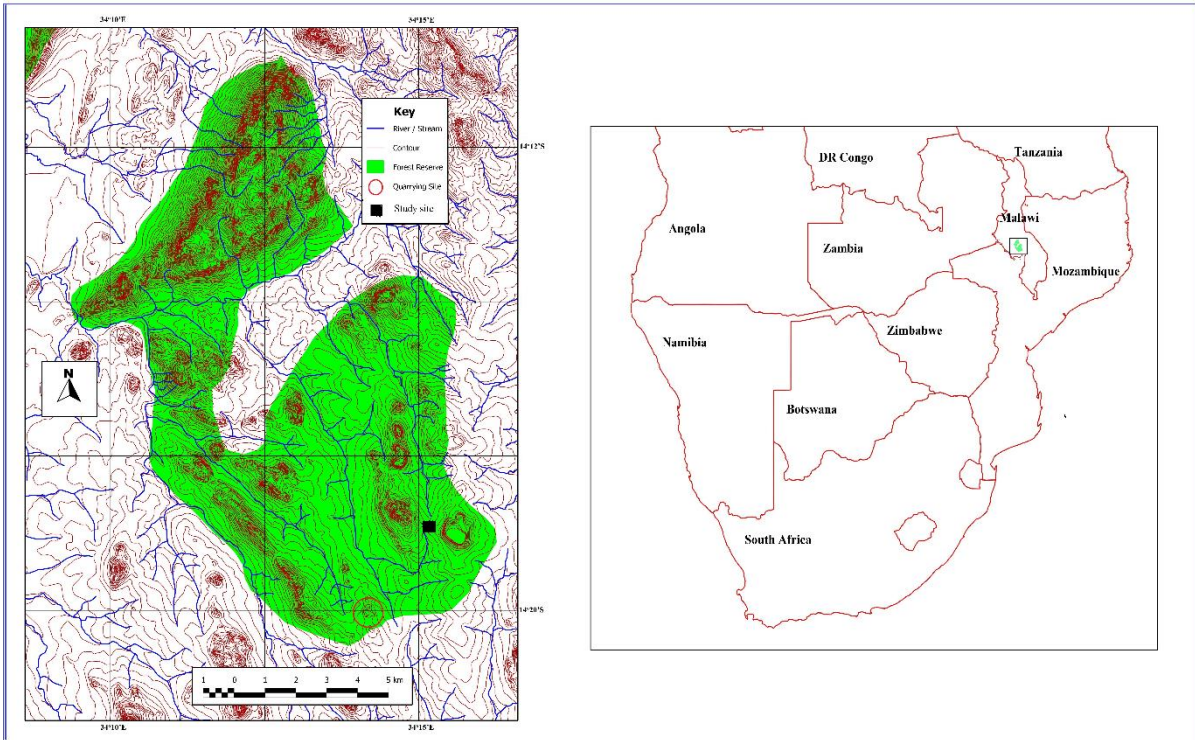 34°10'E
34°15'E
Key
River / Stream
Contour
Forest Reserve
Quarrying Site
Study site
14°12'S
N
14°20'S
1 0 1 2 3 4 5 km
34°10'E
34°15'E
DR Congo
Tanzania
Angola
Malawi
Zambia
Mozambique
Namibia
Zimbabwe
Botswana
South Africa